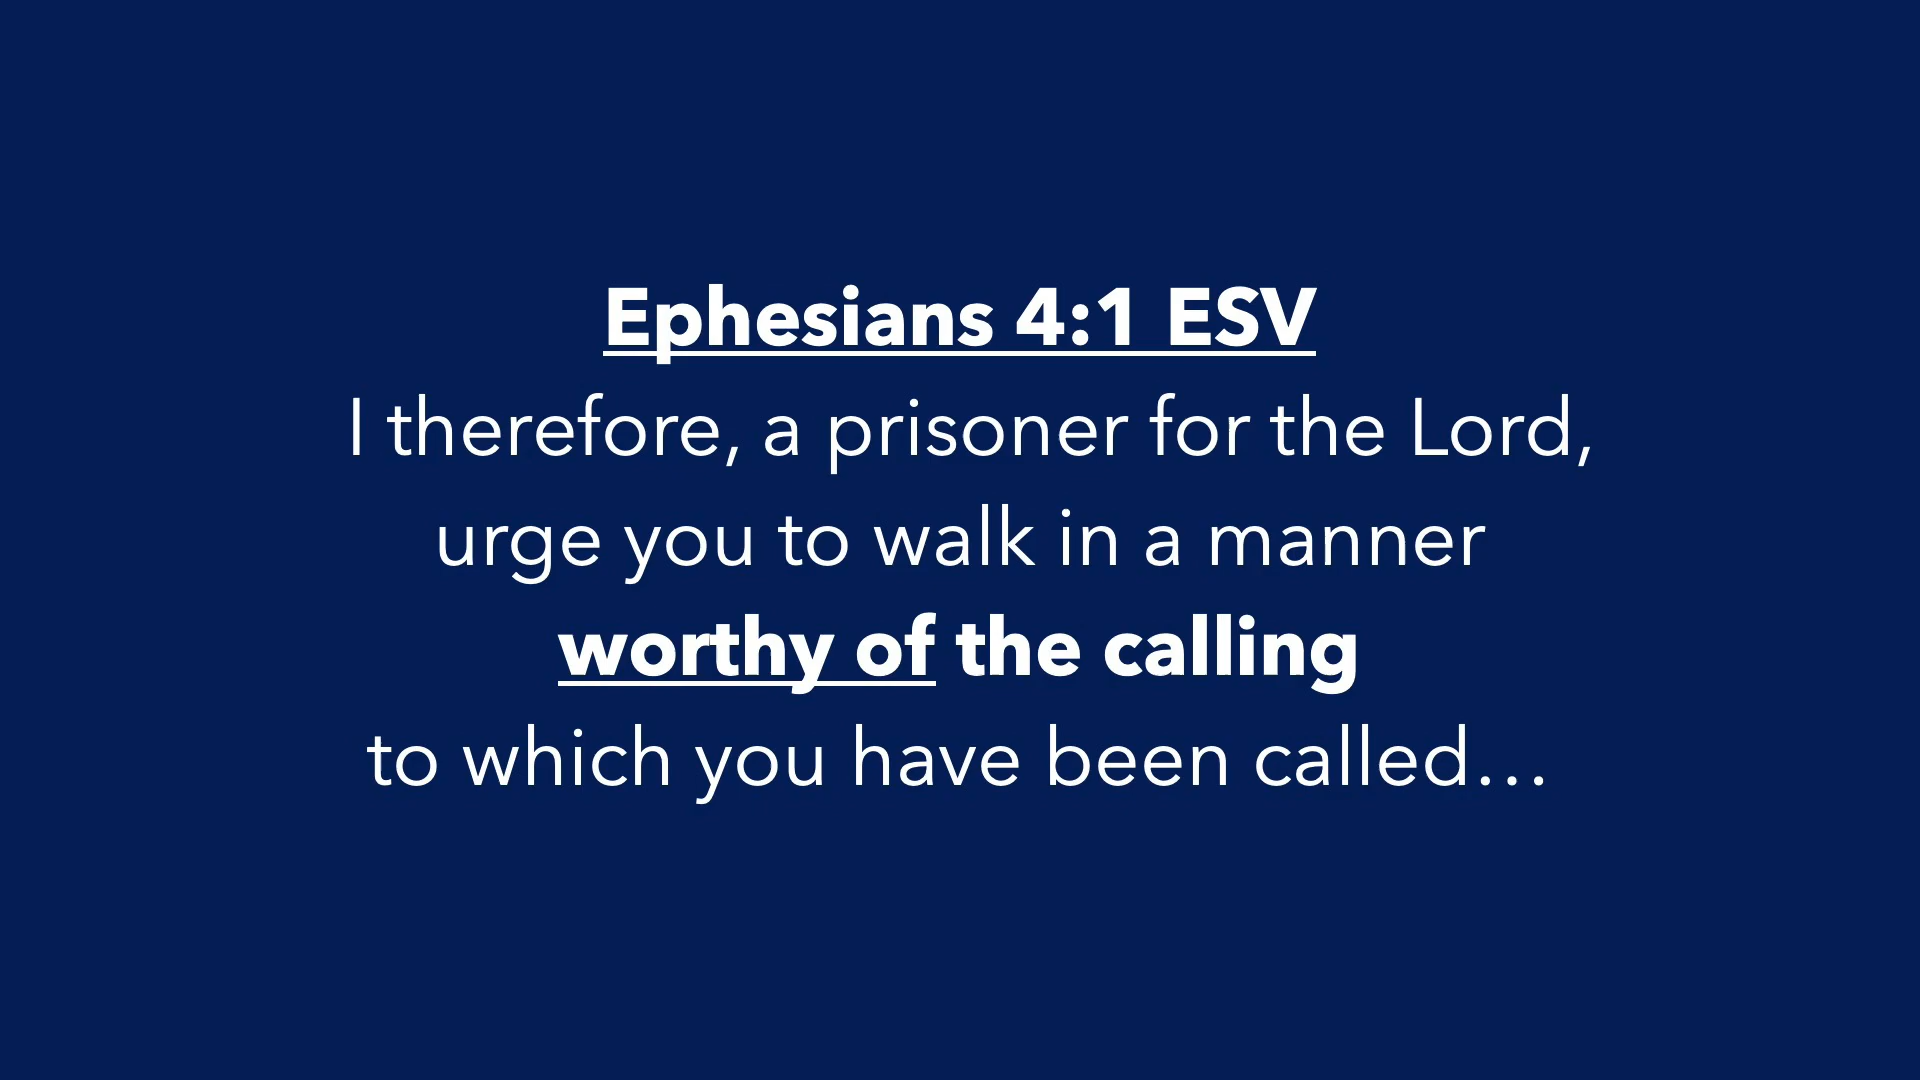 Ephesians 4:1 ESV
I therefore, a prisoner for the Lord,
urge you to walk in a manner
worthy of the calling
to which you have been called…